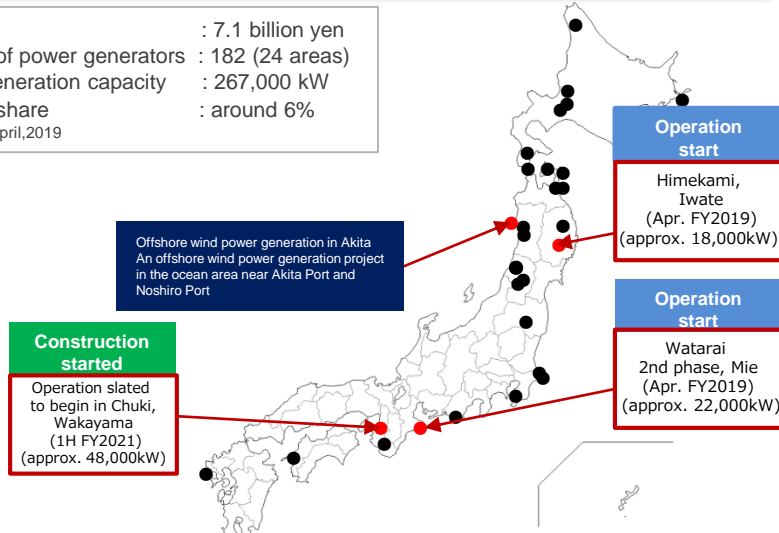 : 7.1 billion yen
of power generators : 182 (24 areas)
eneration capacity : 267,000 kW
share : around 6%
pril,2019
Operation
start
Himekami,
Iwate
(Apr. FY2019)
(approx. 18,000kW)
Offshore wind power generation in Akita
An offshore wind power generation project
in the ocean area near Akita Port and
Noshiro Port
Operation
start
Watarai
2nd phase, Mie
(Apr. FY2019)
(approx. 22,000kW)
Construction
started
Operation slated
to begin in Chuki,
Wakayama
(1H FY2021)
(approx. 48,000kW)